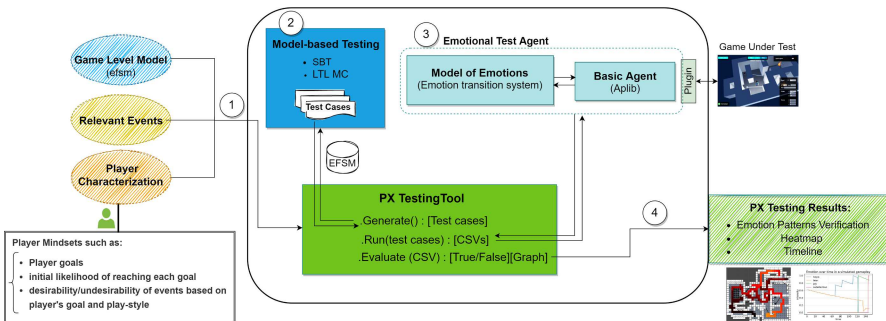 Game Level Model
(efsm)
Relevant Events
Player
Characterization
Player Mindsets such as:
• Player goals
• initial likelihood of reaching each goal
• desirability/undesirability of events based on
player's goal and play-style
1
2
Model-based Testing
• SBT
• LTL MC
Test Cases
EFSM
3
Emotional Test Agent
Model of Emotions
(Emotion transition system)
Basic Agent
(Aplib)
Plugin
Game Under Test
PX TestingTool
.Generate() : [Test cases]
.Run(test cases) : [CSVs]
.Evaluate (CSV) : [True/False][Graph]
4
PX Testing Results:
• Emotion Patterns Verification
• Heatmap
• Timeline